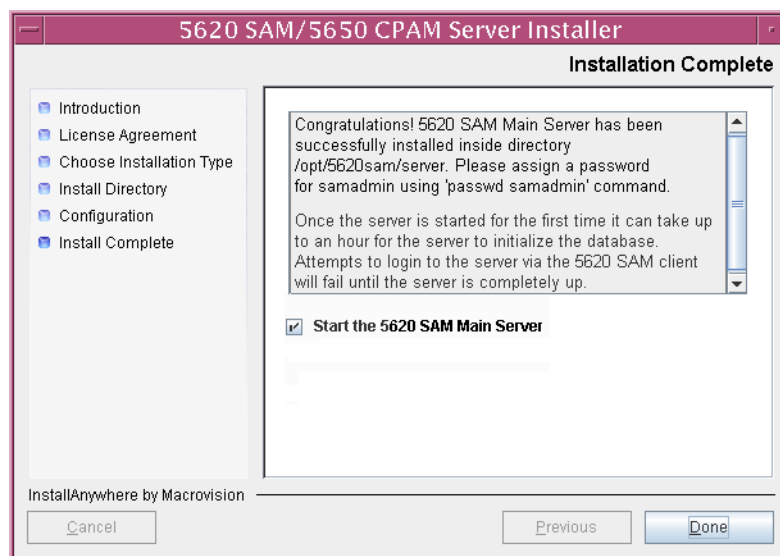 5620 SAM/5650 CPAM Server Installer
Installation Complete
Introduction
License Agreement
Choose Installation Type
Install Directory
Configuration
Install Complete
Congratulations! 5620 SAM Main Server has been
successfully installed inside directory
/opt/5620sam/server. Please assign a password
for samadmin using 'passwd samadmin' command.
Once the server is started for the first time it can take up
to an hour for the server to initialize the database.
Attempts to login to the server via the 5620 SAM client
will fail until the server is completely up.
Start the 5620 SAM Main Server
InstallAnywhere by Macrovision
Cancel
Previous
Done